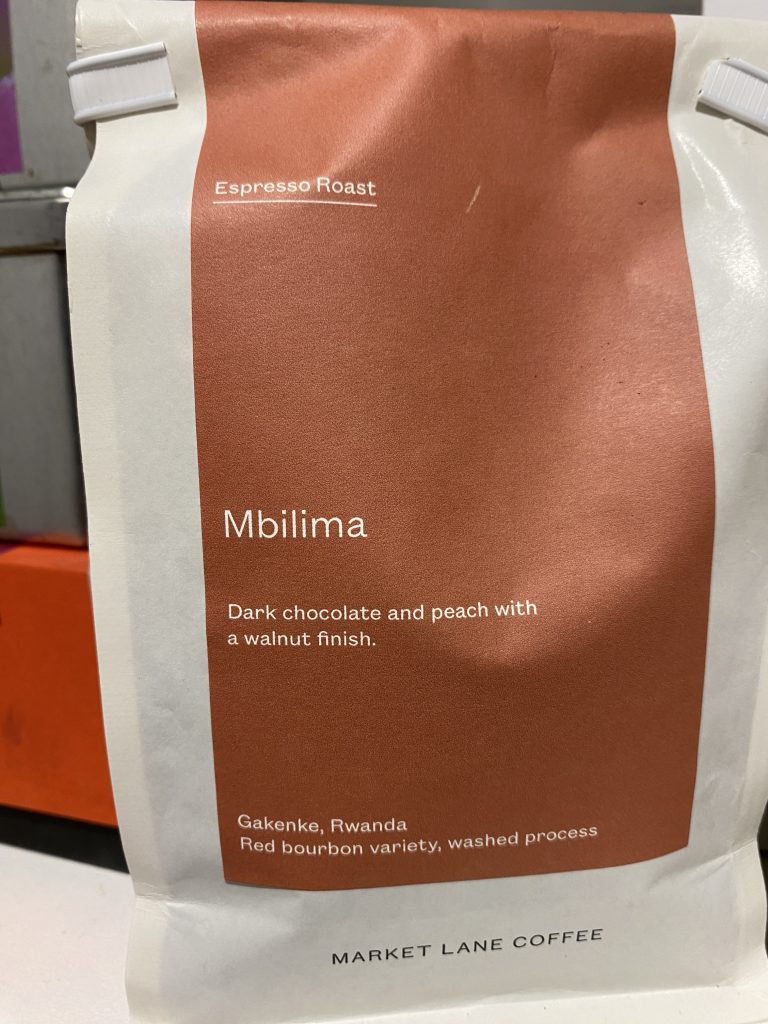 Espresso Roast
Mbilima
Dark chocolate and peach with
a walnut finish.
Gakenke, Rwanda
Red bourbon variety, washed process
MARKET LANE COFFEE